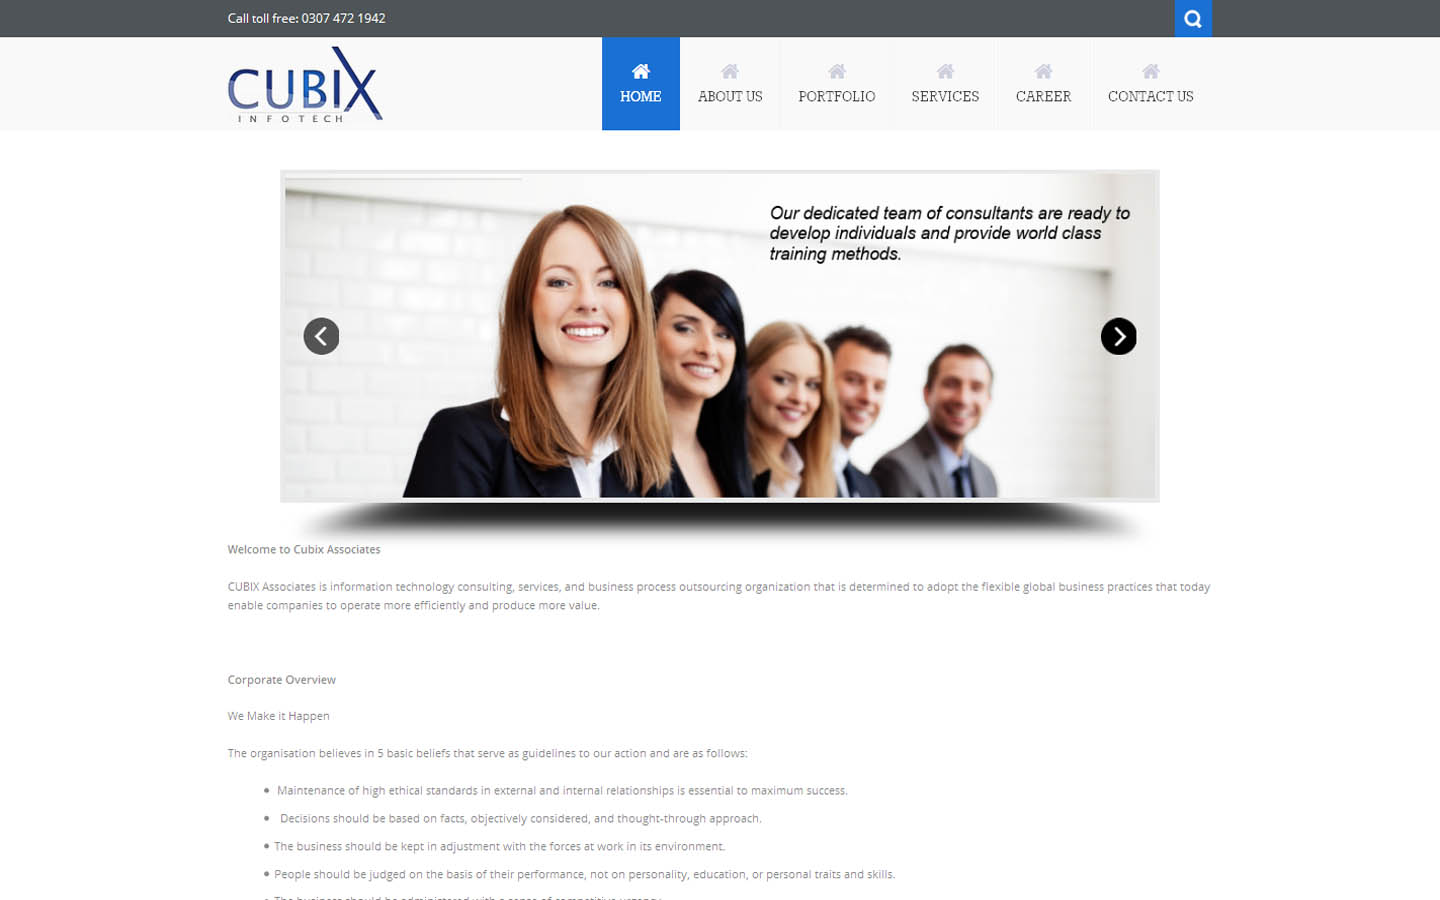 Call toll free: 0307 472 1942
CUBIX
INFOTECH
HOME
ABOUT US
PORTFOLIO
SERVICES
CAREER
CONTACT US
Our dedicated team of consultants are ready to
develop individuals and provide world class
training methods.
Welcome to Cubix Associates
CUBIX Associates is information technology consulting, services, and business process outsourcing organization that is determined to adopt the flexible global business practices that today
enable companies to operate more efficiently and produce more value.
Corporate Overview
We Make it Happen
The organisation believes in 5 basic beliefs that serve as guidelines to our action and are as follows:
Maintenance of high ethical standards in external and internal relationships is essential to maximum success.
Decisions should be based on facts, objectively considered, and thought-through approach.
The business should be kept in adjustment with the forces at work in its environment.
People should be judged on the basis of their performance, not on personality, education, or personal traits and skills.